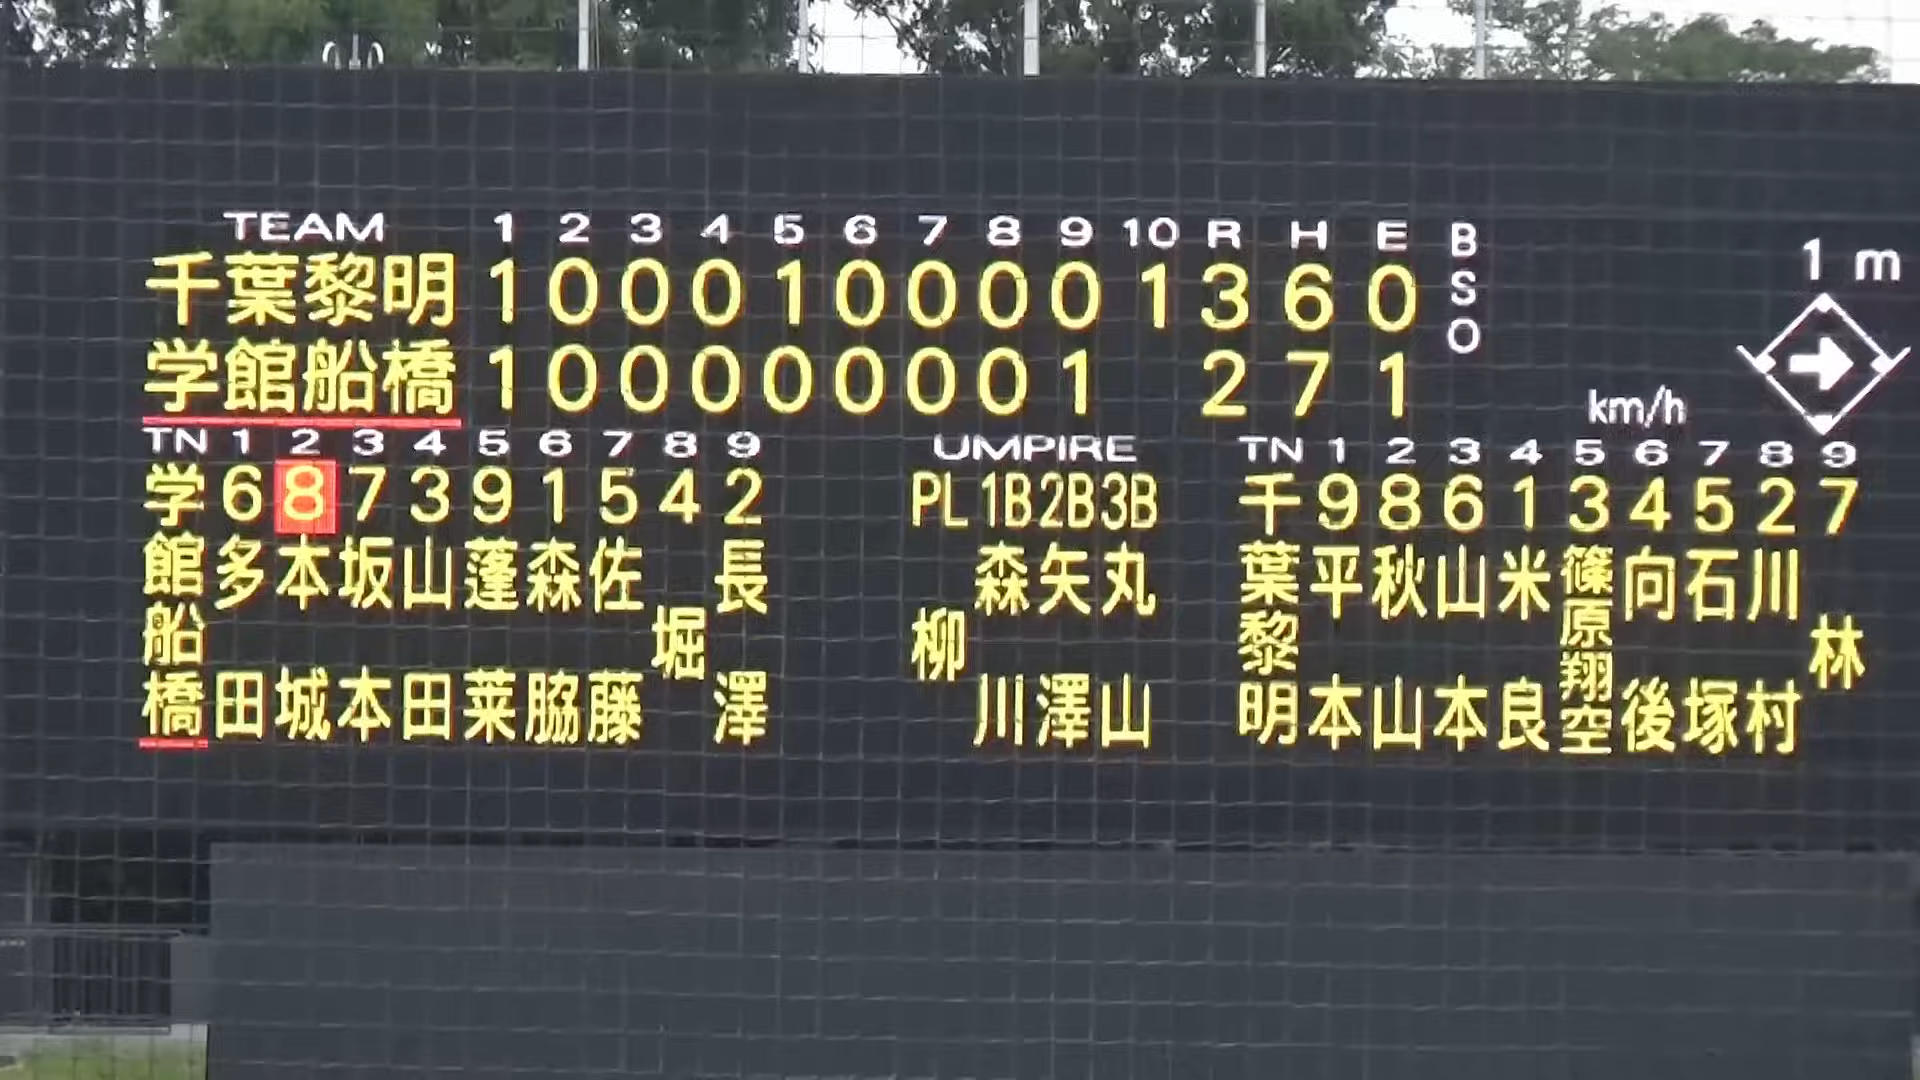 TEAM 1 2 3 4 5 6 7 8 9 10 R H E B
千葉黎明 1 0 0 0 1 0 0 0 0 1 3 6 0 S
O
学館船橋 1 0 0 0 0 0 0 0 1 2 7 1
1 m
km/h
TN 1 2 3 4 5 6 7 8 9
学館船橋
6 8 7 3 9 1 5 4 2
多田
本城
坂本
山田
蓬莱
森脇
佐藤
堀
長澤
UMPIRE
PL 1B 2B 3B
柳
森川
矢澤
丸山
TN 1 2 3 4 5 6 7 8 9
千葉黎明
9 8 6 1 3 4 5 2 7
平本
秋山
山本
米良
篠原翔空
向後
石塚
川村
林